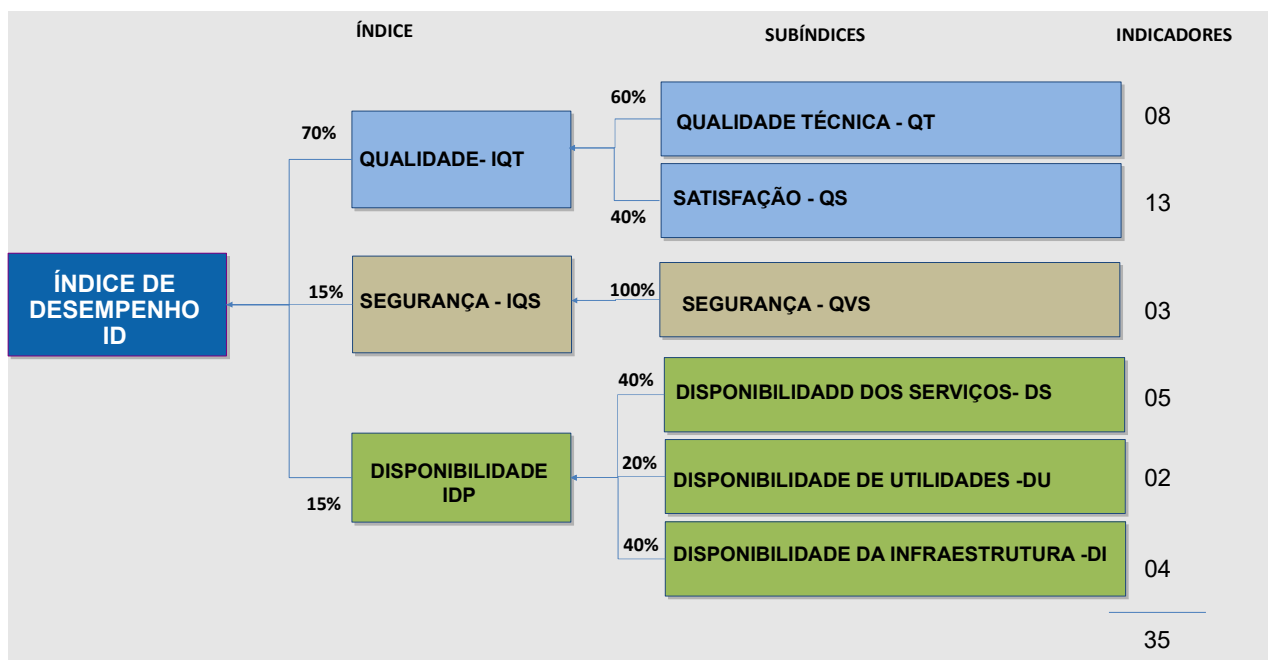 ÍNDICE
SUBÍNDICES
INDICADORES
60%
QUALIDADE TÉCNICA - QT
08
70%
QUALIDADE- IQT
SATISFAÇÃO - QS
13
40%
ÍNDICE DE
DESEMPENHO
ID
15%
SEGURANÇA - IQS
100%
SEGURANÇA - QVS
03
40%
DISPONIBILIDADD DOS SERVIÇOS- DS
05
15%
DISPONIBILIDADE
IDP
20%
DISPONIBILIDADE DE UTILIDADES -DU
02
40%
DISPONIBILIDADE DA INFRAESTRUTURA -DI
04
35